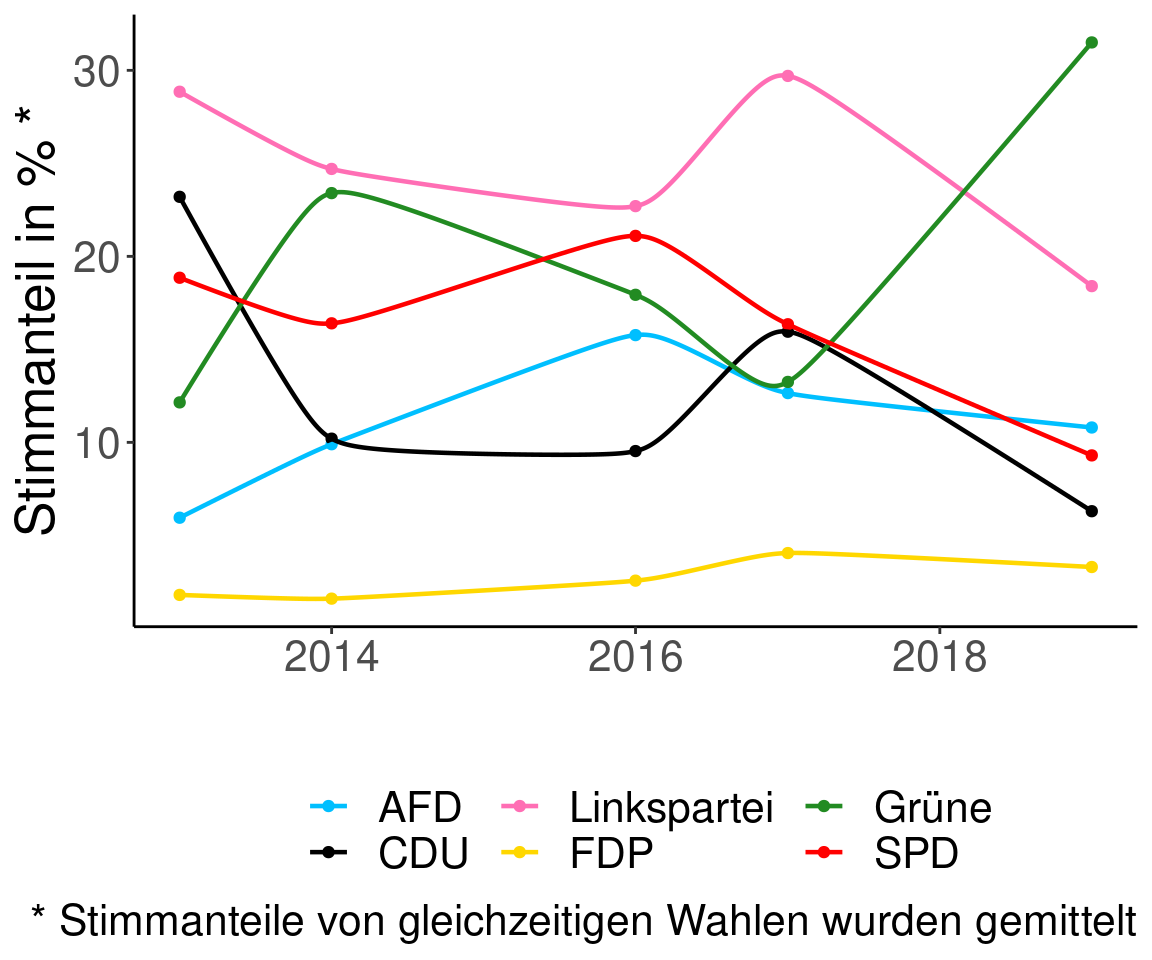 Stimmanteil in % *
30
20
10
2014 2016 2018
AFD Linkspartei Grüne
CDU FDP SPD
* Stimmanteile von gleichzeitigen Wahlen wurden gemittelt